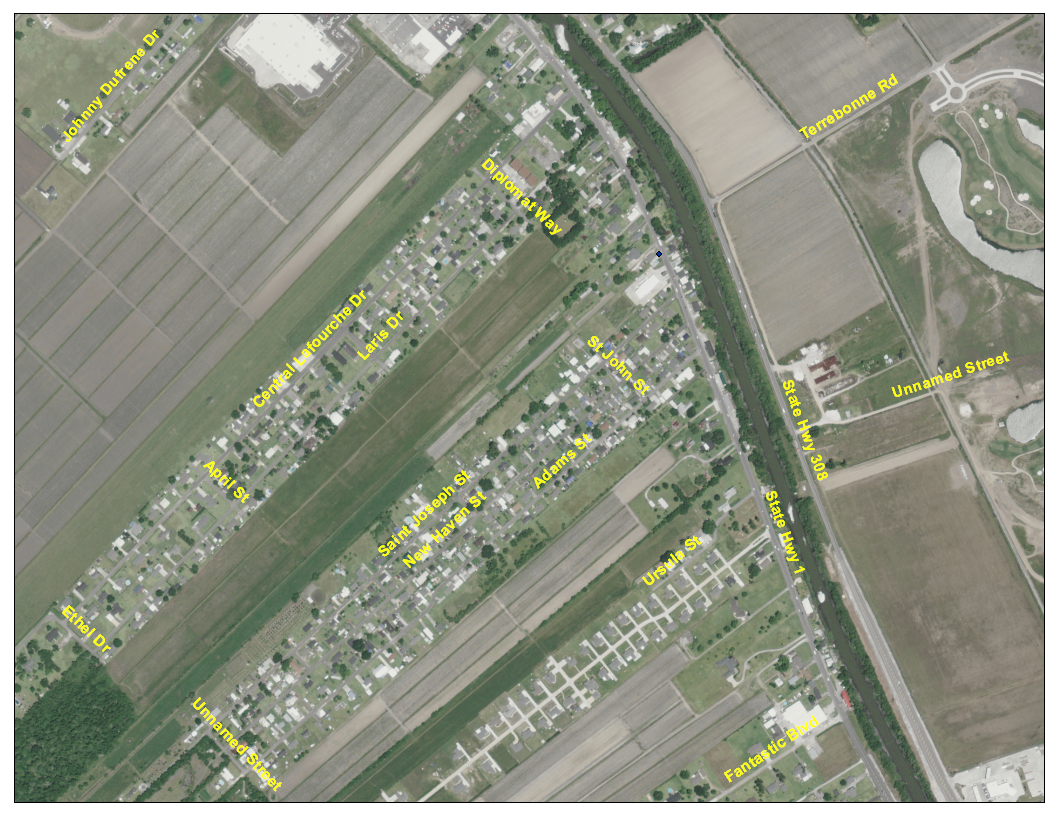 Johnny Dufrene Dr
Terrebonne Rd
Diplomat Way
Central Lafourche Dr
Laris Dr
St John St
Unnamed Street
State Hwy 308
April St
Saint Joseph St
New Haven St
Adams St
State Hwy 1
Ursula St
Ethel Dr
Unnamed Street
Fantastic Blvd